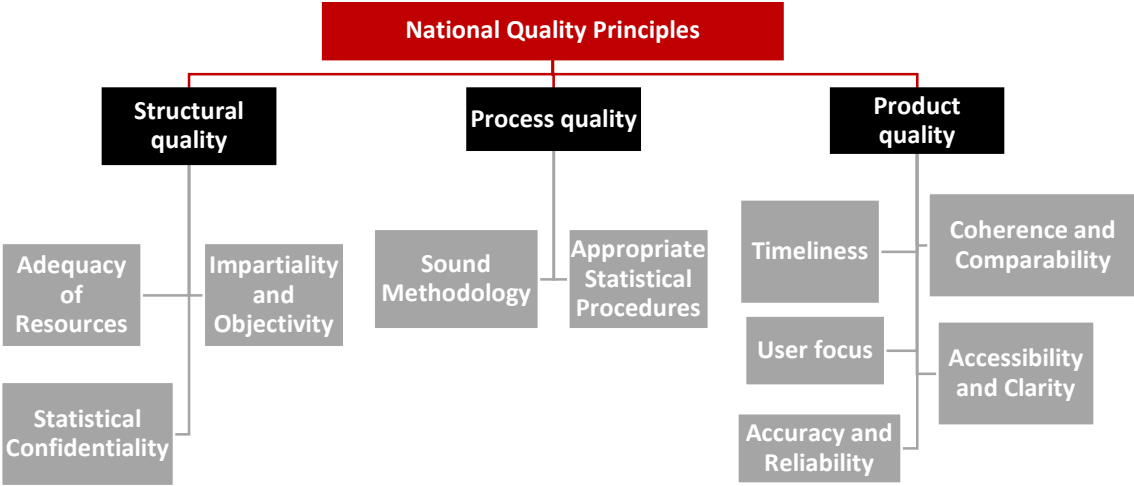 National Quality Principles
Structural
quality
Process quality
Product
quality
Adequacy
of
Resources
Impartiality
and
Objectivity
Statistical
Confidentiality
Sound
Methodology
Appropriate
Statistical
Procedures
Timeliness
Coherence and
Comparability
User focus
Accessibility
and Clarity
Accuracy and
Reliability